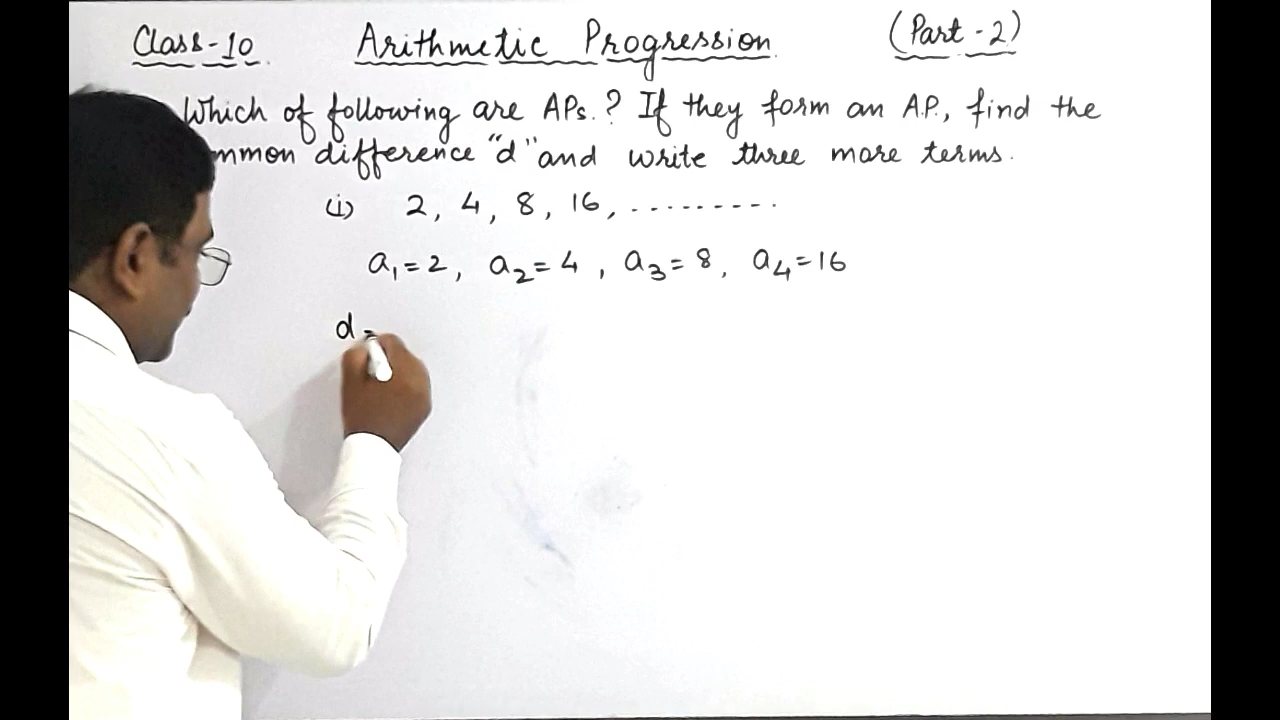 Class-10 Arithmetic Progression (Part-2)
Which of following are APs.? If they form an A.P., find the
mmon difference "d" and write three more terms.
(i) 2, 4, 8, 16, ..........
a₁=2, a₂=4, a₃=8, a₄=16
d=